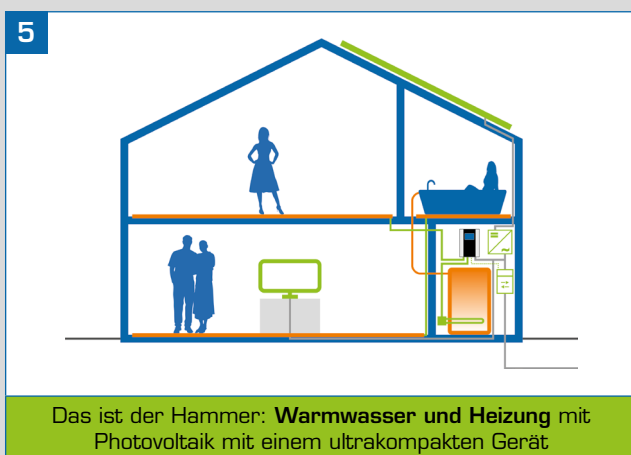 5
Das ist der Hammer: Warmwasser und Heizung mit
Photovoltaik mit einem ultrakompakten Gerät